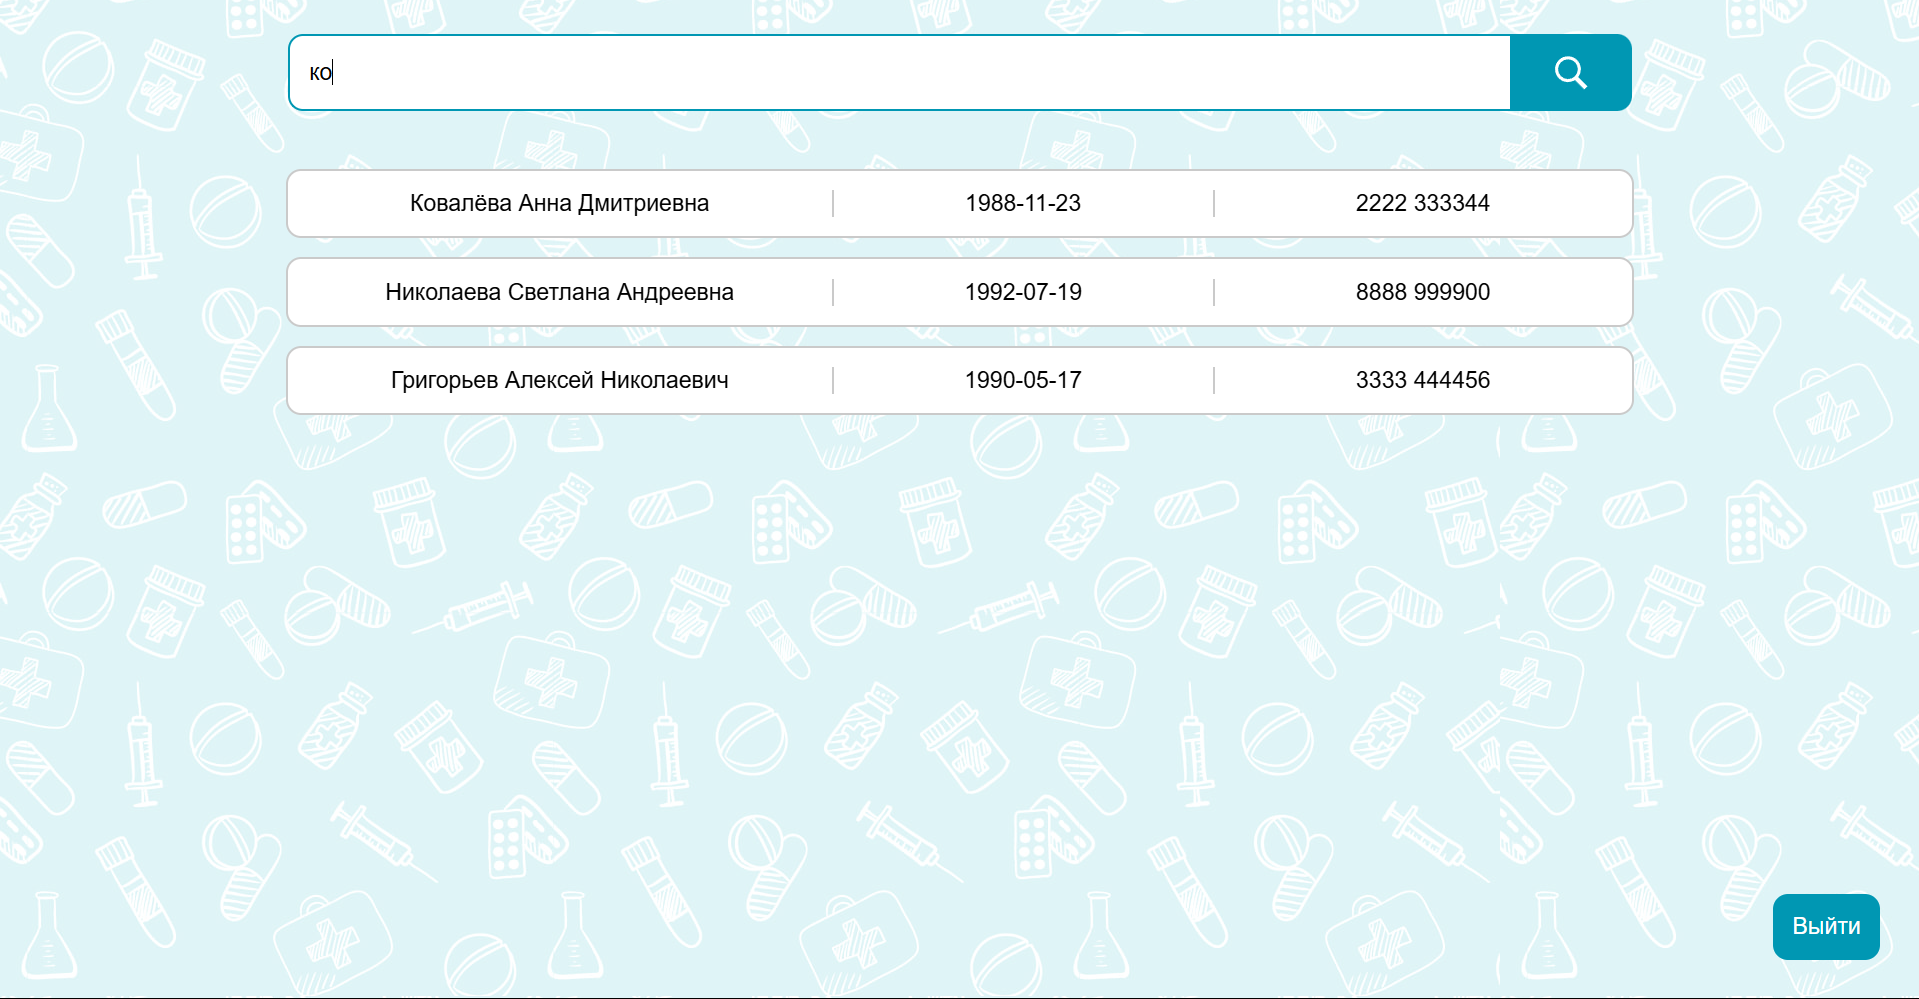 ко
Ковалёва Анна Дмитриевна 1988-11-23 2222 333344
Николаева Светлана Андреевна 1992-07-19 8888 999900
Григорьев Алексей Николаевич 1990-05-17 3333 444456
Выйти